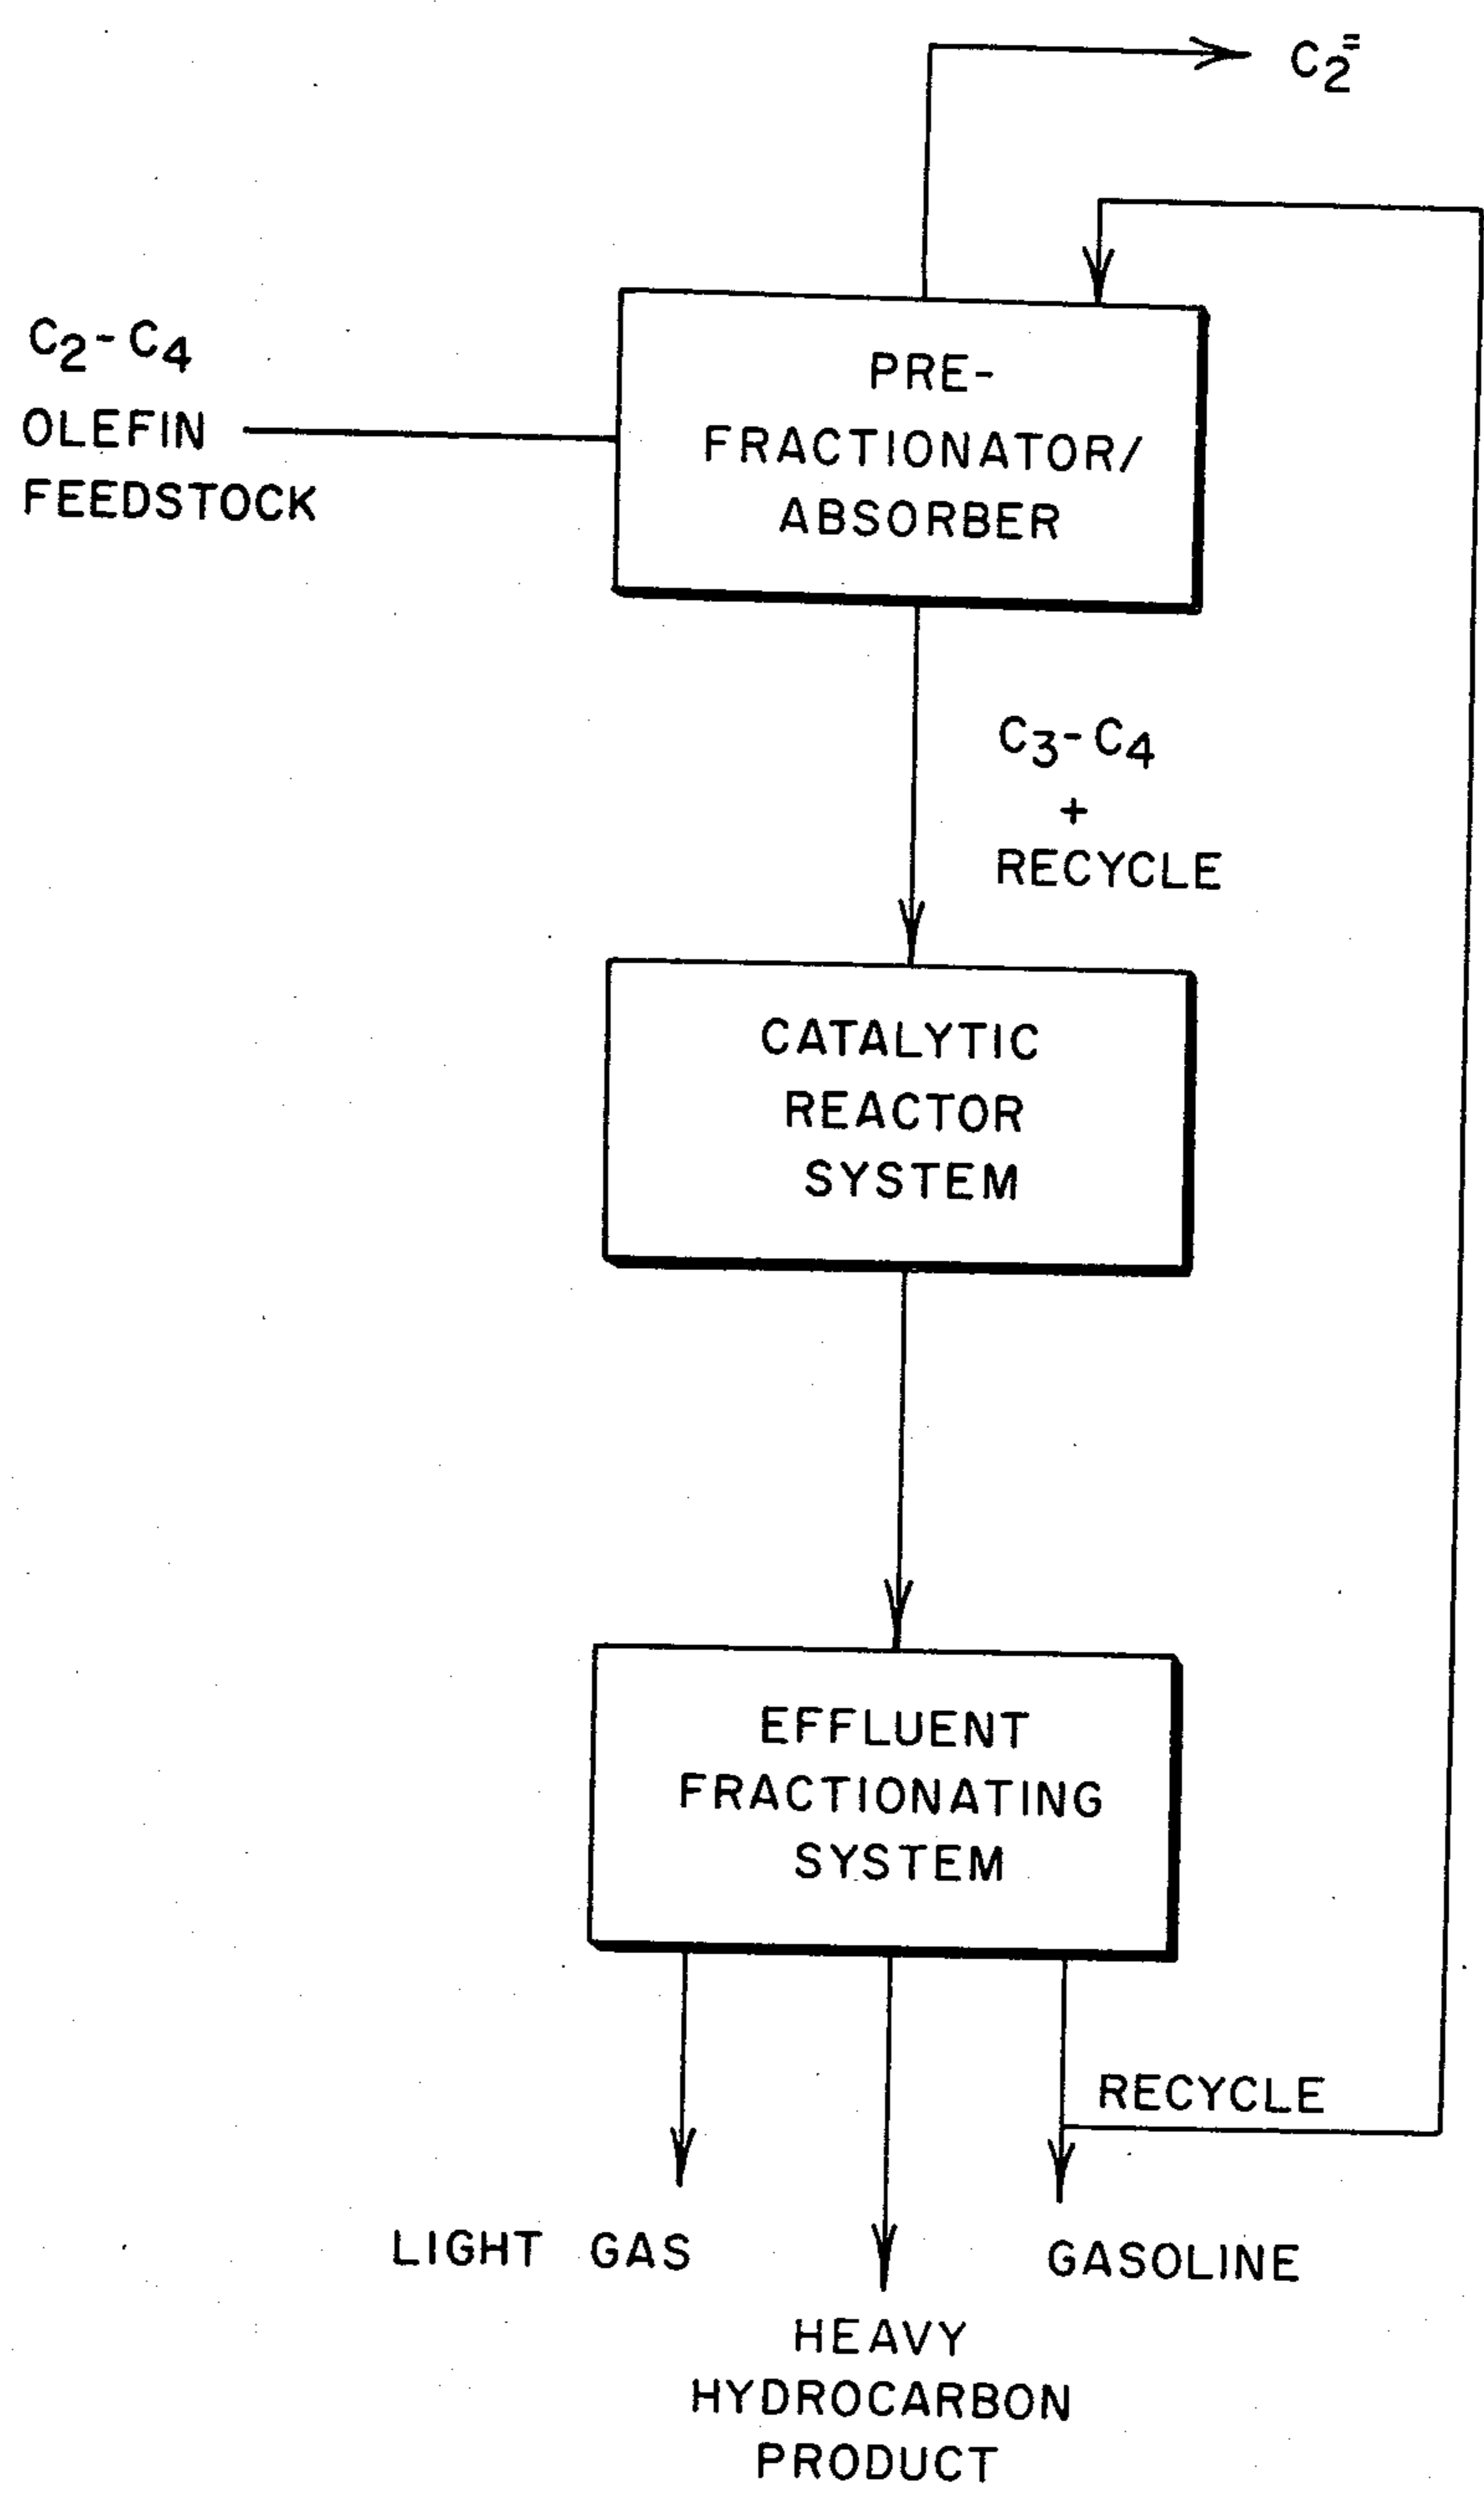 C2=
C2-C4
OLEFIN
FEEDSTOCK
PRE-
FRACTIONATOR/
ABSORBER
C3-C4
+
RECYCLE
CATALYTIC
REACTOR
SYSTEM
EFFLUENT
FRACTIONATING
SYSTEM
RECYCLE
LIGHT GAS
GASOLINE
HEAVY
HYDROCARBON
PRODUCT